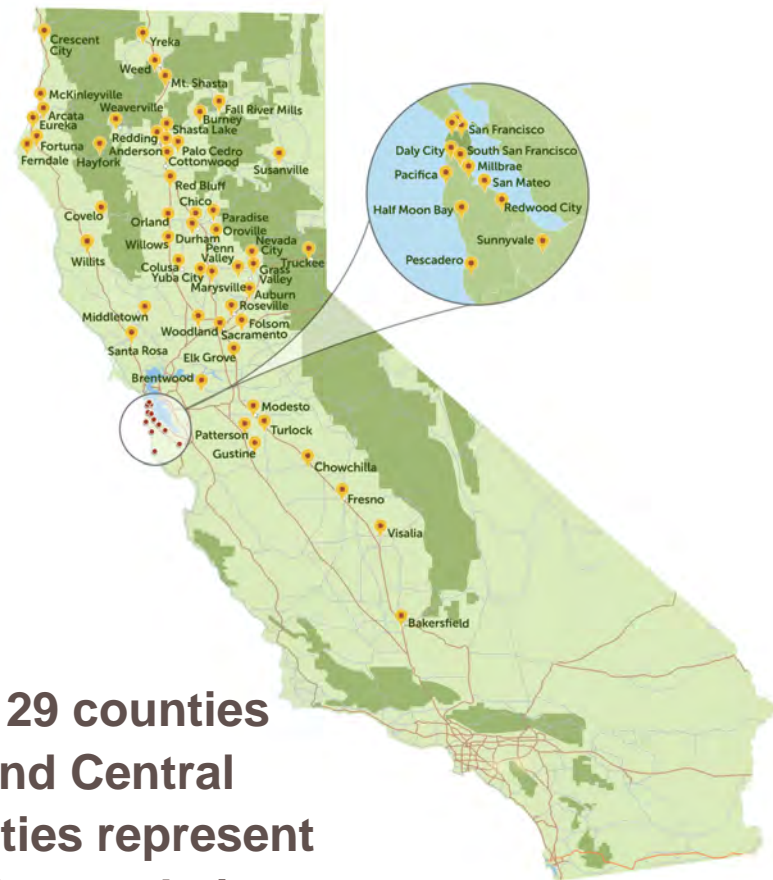 Crescent
City
Yreka
Weed
Mt. Shasta
McKinleyville
Arcata
Eureka
Fortuna
Ferndale
Weaverville
Hayfork
Fall River Mills
Burney
Shasta Lake
Redding
Anderson
Palo Cedro
Cottonwood
Susanville
Red Bluff
Covelo
Chico
Orland
Paradise
Oroville
Willows
Durham
Willits
Penn
Valley
Nevada
City
Truckee
Colusa
Yuba City
Grass
Valley
Marysville
Auburn
Middletown
Roseville
Woodland
Folsom
Sacramento
Santa Rosa
Elk Grove
Brentwood
Modesto
Turlock
Patterson
Gustine
Chowchilla
Fresno
Visalia
Bakersfield
San Francisco
Daly City
South San Francisco
Millbrae
Pacifica
San Mateo
Half Moon Bay
Redwood City
Sunnyvale
Pescadero
29 counties
nd Central
ties represent